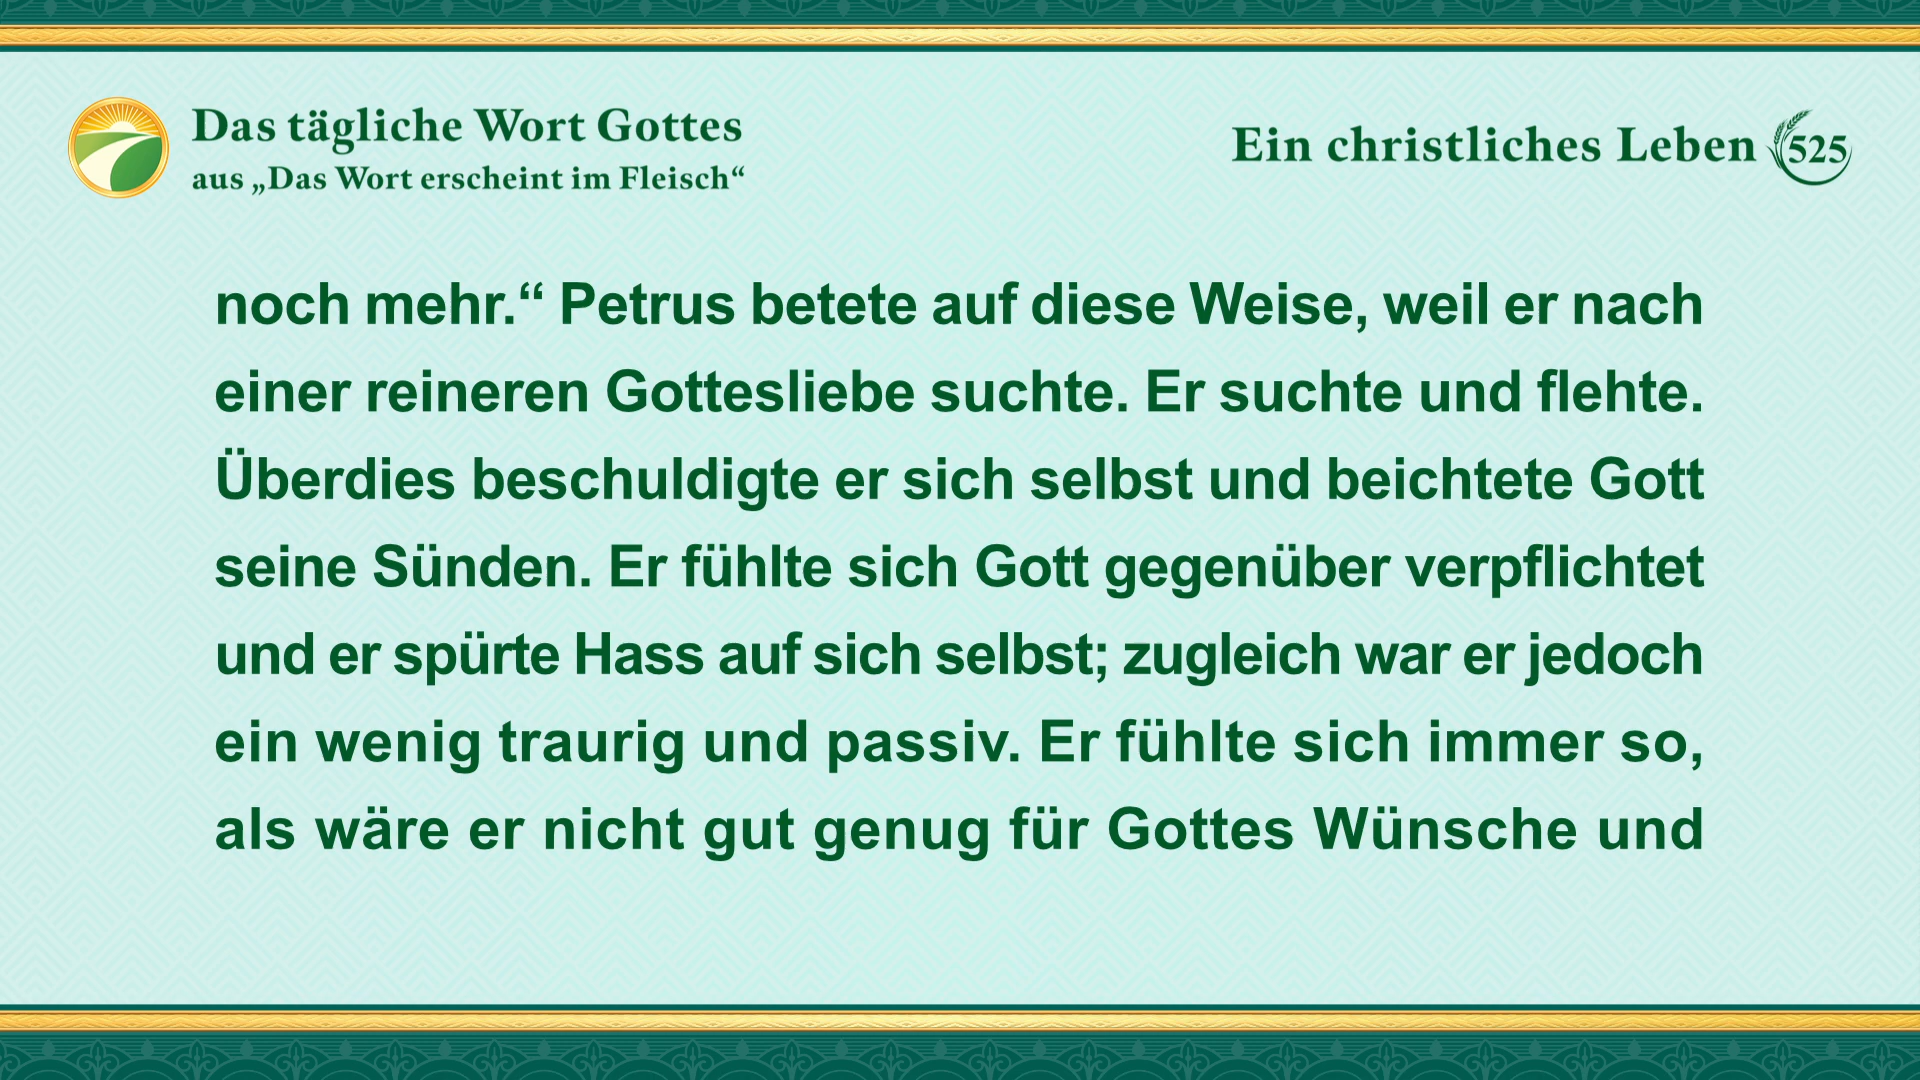 Das tägliche Wort Gottes
aus „Das Wort erscheint im Fleisch“
Ein christliches Leben 525
noch mehr.“ Petrus betete auf diese Weise, weil er nach
einer reineren Gottesliebe suchte. Er suchte und flehte.
Überdies beschuldigte er sich selbst und beichtete Gott
seine Sünden. Er fühlte sich Gott gegenüber verpflichtet
und er spürte Hass auf sich selbst; zugleich war er jedoch
ein wenig traurig und passiv. Er fühlte sich immer so,
als wäre er nicht gut genug für Gottes Wünsche und